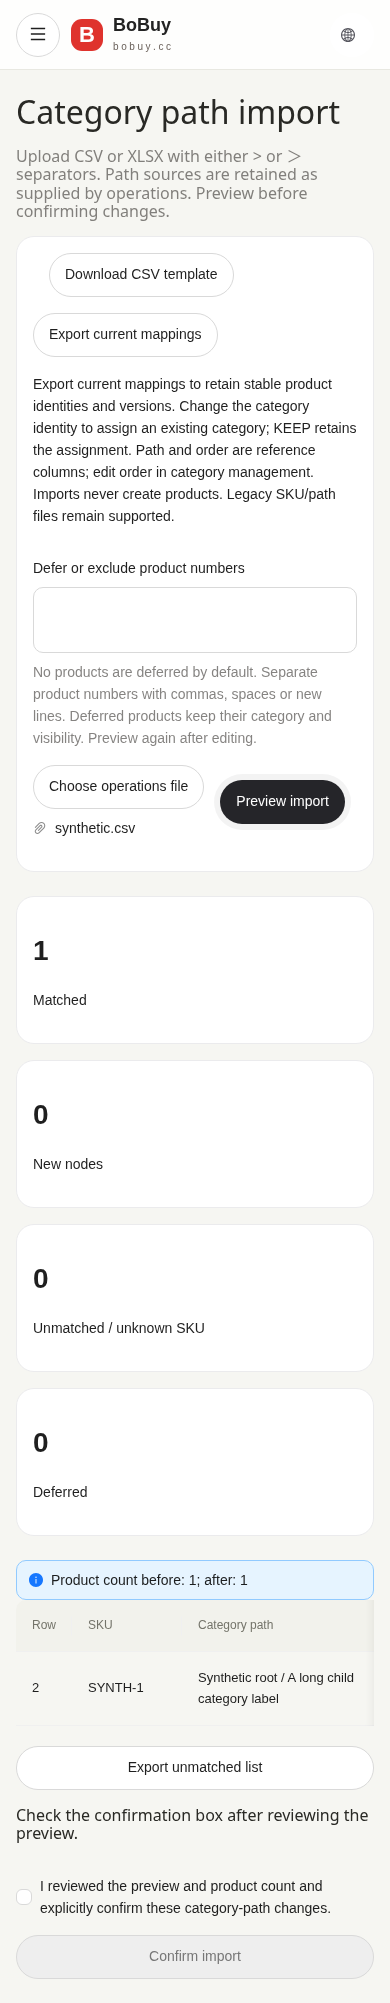 B BoBuy
bobuy.cc
Category path import
Upload CSV or XLSX with either > or ＞
separators. Path sources are retained as
supplied by operations. Preview before
confirming changes.
Download CSV template
Export current mappings
Export current mappings to retain stable product
identities and versions. Change the category
identity to assign an existing category; KEEP retains
the assignment. Path and order are reference
columns; edit order in category management.
Imports never create products. Legacy SKU/path
files remain supported.
Defer or exclude product numbers
No products are deferred by default. Separate
product numbers with commas, spaces or new
lines. Deferred products keep their category and
visibility. Preview again after editing.
Choose operations file
Preview import
synthetic.csv
1
Matched
0
New nodes
0
Unmatched / unknown SKU
0
Deferred
Product count before: 1; after: 1
Row SKU Category path
2 SYNTH-1 Synthetic root / A long child
category label
Export unmatched list
Check the confirmation box after reviewing the
preview.
I reviewed the preview and product count and
explicitly confirm these category-path changes.
Confirm import